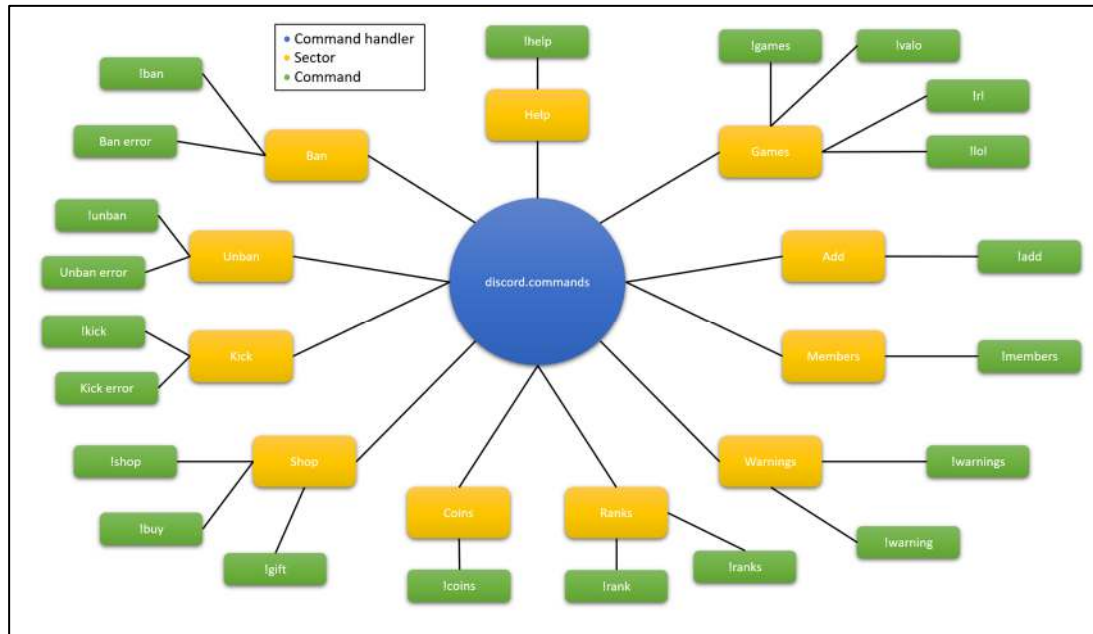 Command handler
Sector
Command
!help
Help
!games
!valo
!rl
!lol
Games
!ban
Ban error
Ban
!unban
Unban error
Unban
discord.commands
Add
!add
!kick
Kick error
Kick
Members
!members
!shop
!buy
!gift
Shop
Coins
!coins
Ranks
!rank
!ranks
Warnings
!warnings
!warning